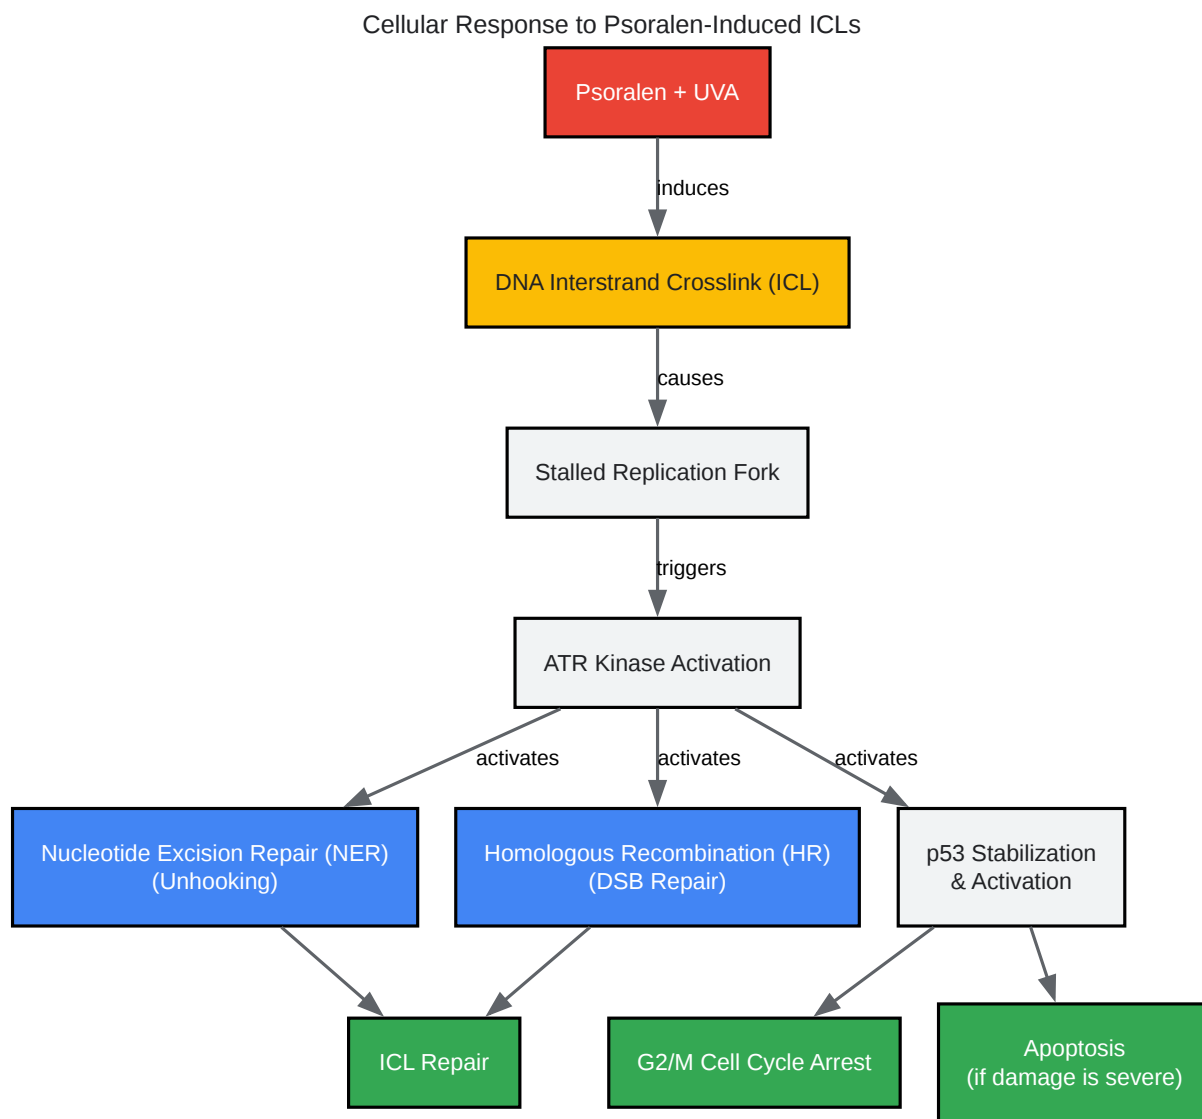 Cellular Response to Psoralen-Induced ICLs
Psoralen + UVA
induces
DNA Interstrand Crosslink (ICL)
causes
Stalled Replication Fork
triggers
ATR Kinase Activation
activates
activates
activates
Nucleotide Excision Repair (NER)
(Unhooking)
Homologous Recombination (HR)
(DSB Repair)
p53 Stabilization
& Activation
ICL Repair
G2/M Cell Cycle Arrest
Apoptosis
(if damage is severe)